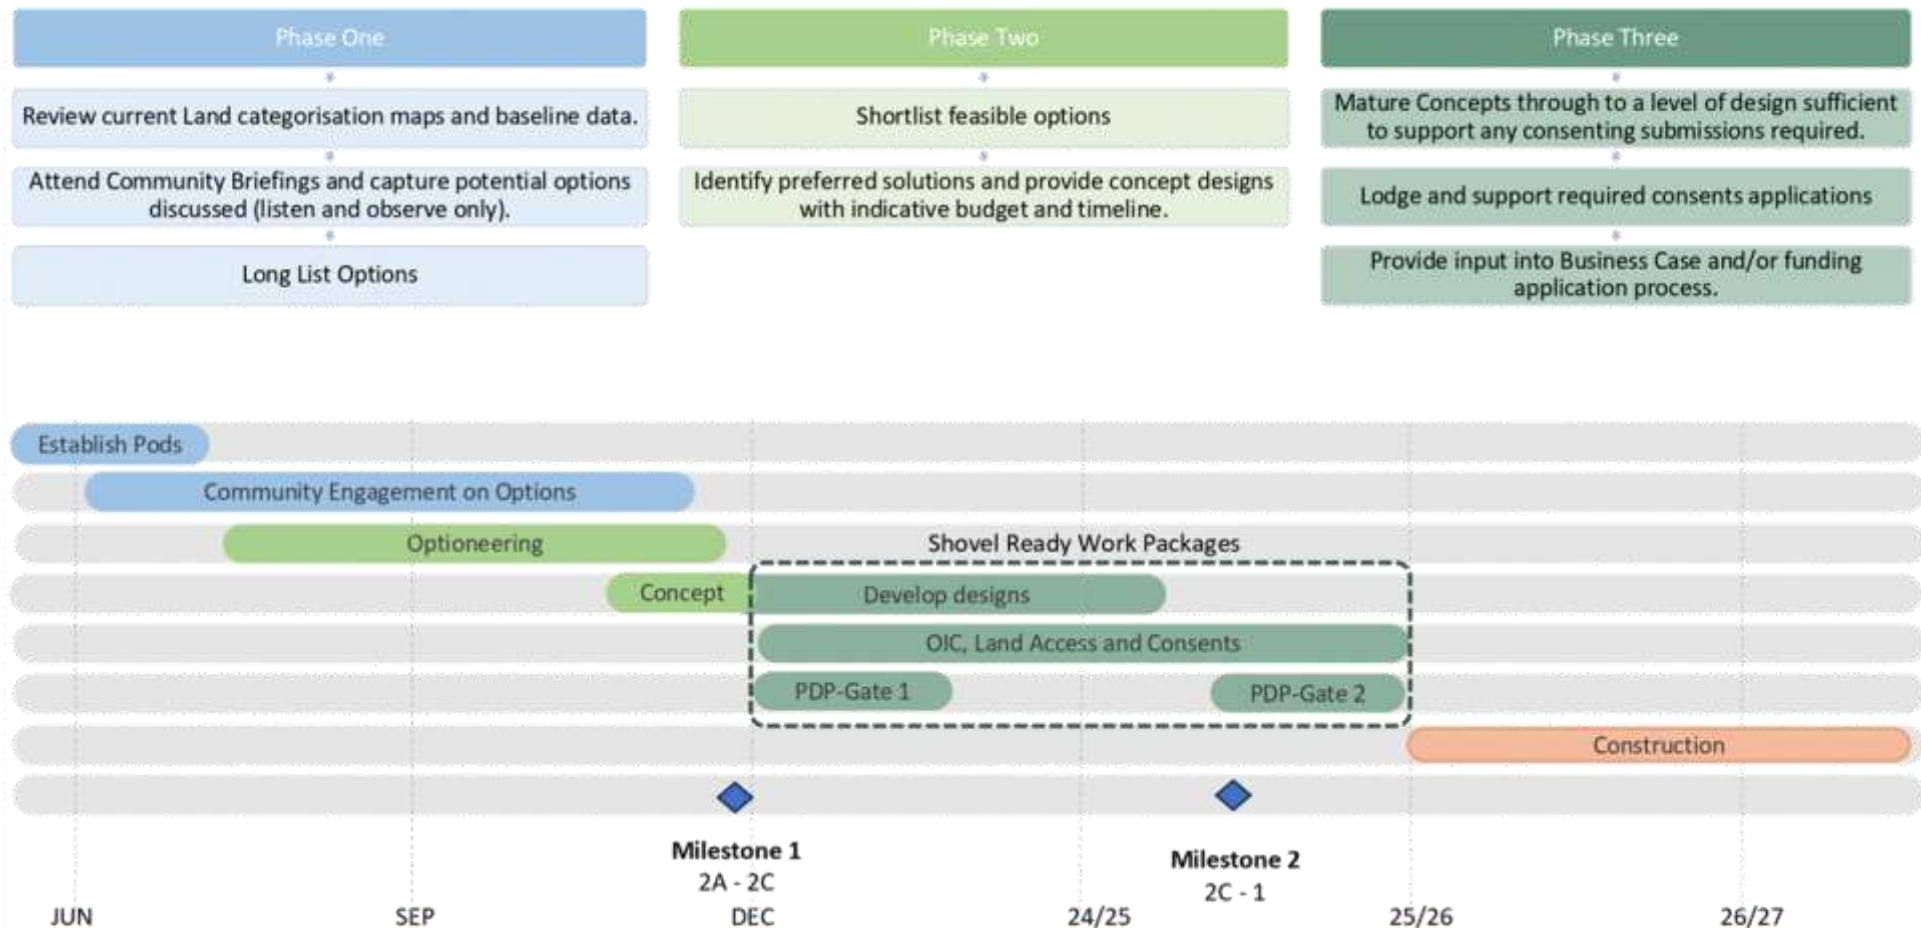 Phase One
Phase Two
Phase Three
Review current Land categorisation maps and baseline data.
Shortlist feasible options
Mature Concepts through to a level of design sufficient
to support any consenting submissions required.
Attend Community Briefings and capture potential options
discussed (listen and observe only).
Identify preferred solutions and provide concept designs
with indicative budget and timeline.
Lodge and support required consents applications
Long List Options
Provide input into Business Case and/or funding
application process.
Establish Pods
Community Engagement on Options
Optioneering
Shovel Ready Work Packages
Concept
Develop designs
OIC, Land Access and Consents
PDP-Gate 1
PDP-Gate 2
Construction
Milestone 1
2A - 2C
Milestone 2
2C - 1
JUN
SEP
DEC
24/25
25/26
26/27